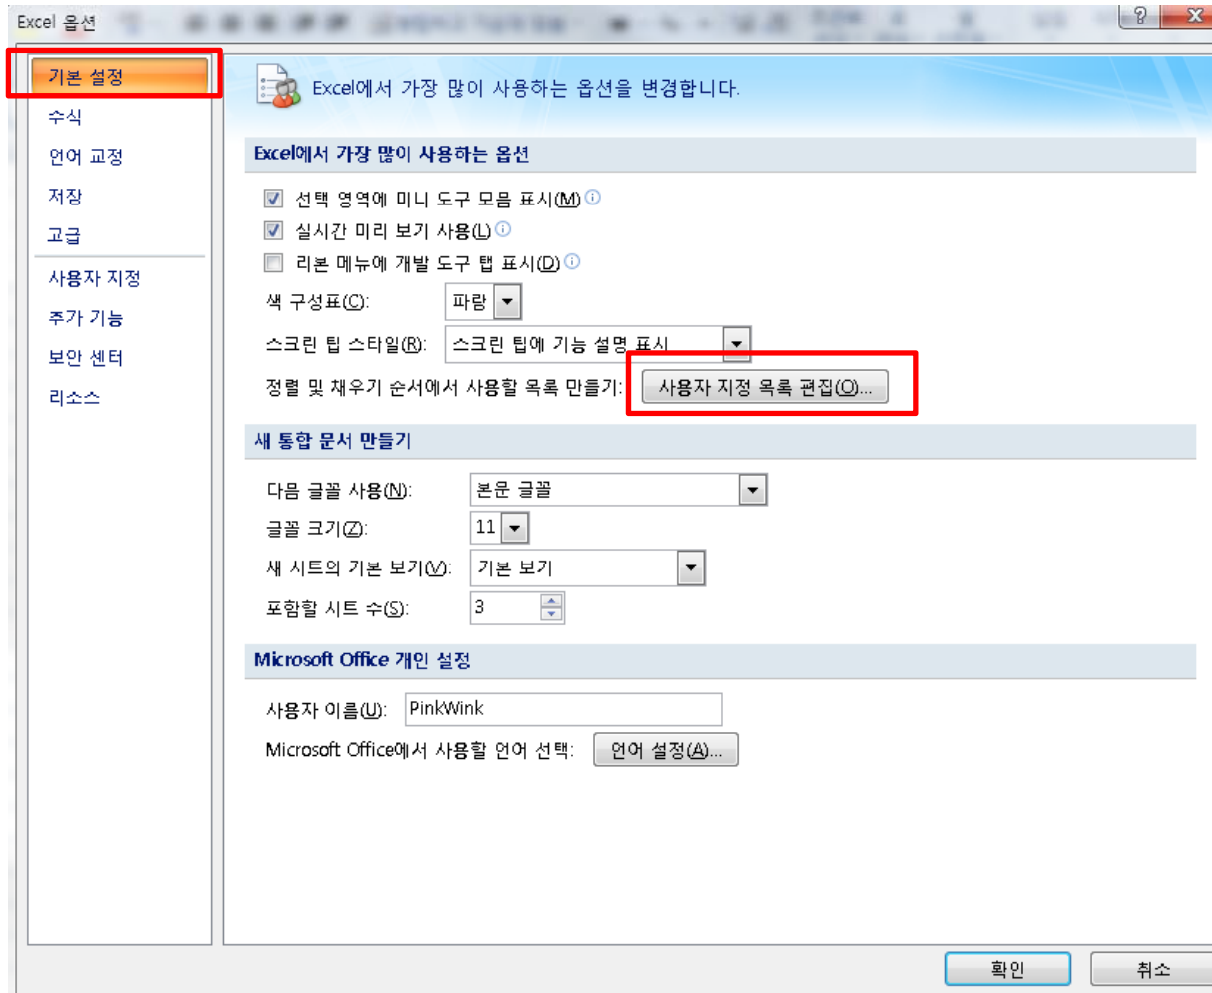 Excel 옵션
기본 설정
수식
언어 교정
저장
고급
사용자 지정
추가 기능
보안 센터
리소스
Excel에서 가장 많이 사용하는 옵션을 변경합니다.
Excel에서 가장 많이 사용하는 옵션
선택 영역에 미니 도구 모음 표시(M)
실시간 미리 보기 사용(L)
리본 메뉴에 개발 도구 탭 표시(D)
색 구성표(C): 파랑
스크린 팁 스타일(R): 스크린 팁에 기능 설명 표시
정렬 및 채우기 순서에서 사용할 목록 만들기: 사용자 지정 목록 편집(O)...
새 통합 문서 만들기
다음 글꼴 사용(N): 본문 글꼴
글꼴 크기(Z): 11
새 시트의 기본 보기(V): 기본 보기
포함할 시트 수(S): 3
Microsoft Office 개인 설정
사용자 이름(U): PinkWink
Microsoft Office에서 사용할 언어 선택: 언어 설정(A)...
확인 취소